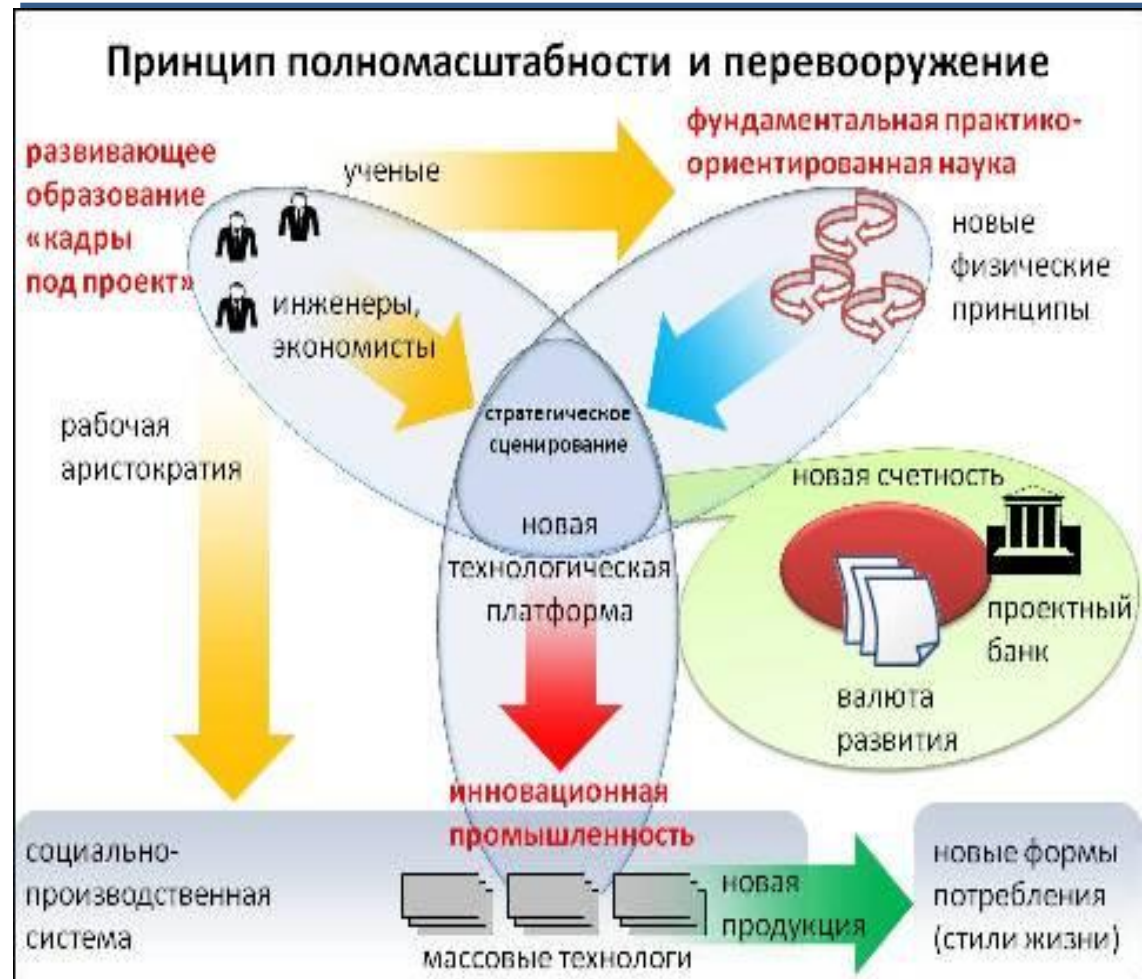 Принцип полномасштабности и перевооружение
развивающее
образование
«кадры
под проект»
ученые
фундаментальная практико-
ориентированная наука
новые
физические
принципы
инженеры,
экономисты
рабочая
аристократия
стратегическое
сценирование
новая
технологическая
платформа
новая счетность
проектный
банк
валюта
развития
инновационная
промышленность
социально-
производственная
система
массовые технологи
новая
продукция
новые формы
потребления
(стили жизни)